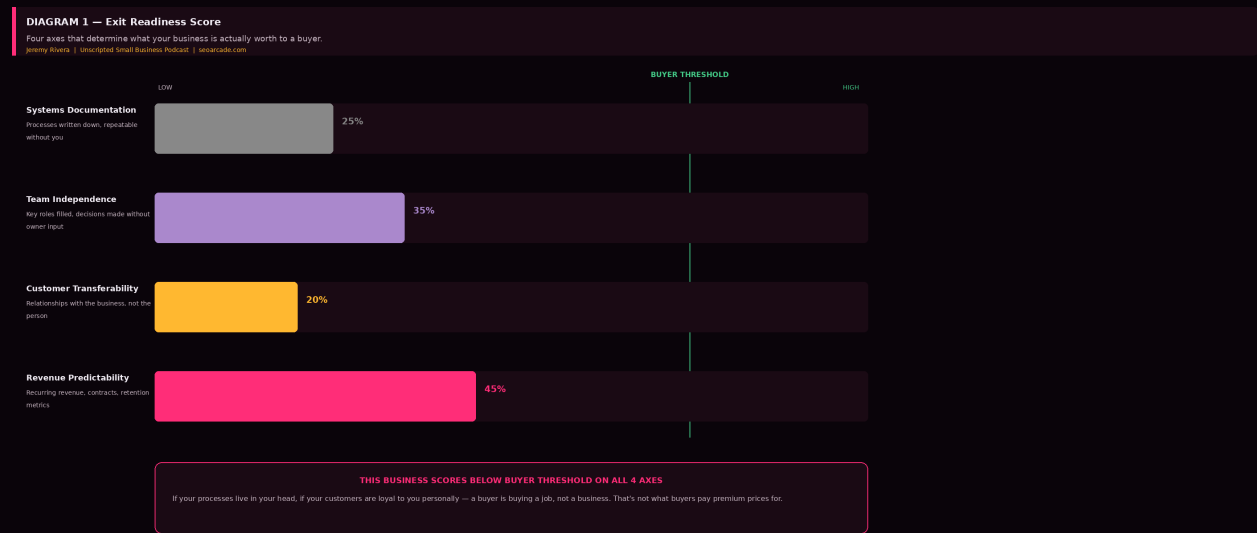 DIAGRAM 1 — Exit Readiness Score
Four axes that determine what your business is actually worth to a buyer.
Jeremy Rivera | Unscripted Small Business Podcast | seoarcade.com
BUYER THRESHOLD
LOW
HIGH
Systems Documentation
Processes written down, repeatable
without you
25%
Team Independence
Key roles filled, decisions made without
owner input
35%
Customer Transferability
Relationships with the business, not the
person
20%
Revenue Predictability
Recurring revenue, contracts, retention
metrics
45%
THIS BUSINESS SCORES BELOW BUYER THRESHOLD ON ALL 4 AXES
If your processes live in your head, if your customers are loyal to you personally — a buyer is buying a job, not a business. That's not what buyers pay premium prices for.